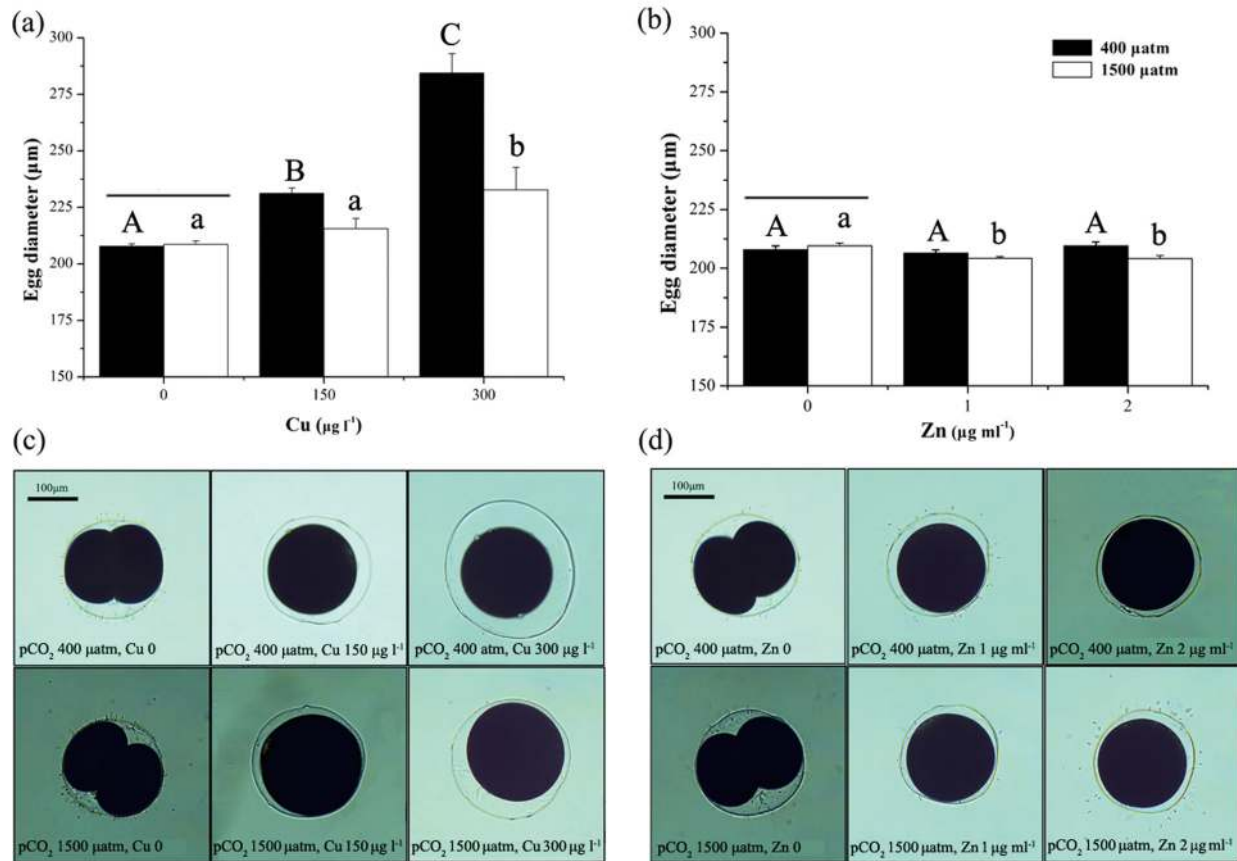 (a)
300
275
250
225
200
175
150
Egg diameter (µm)
A
a
B
a
C
b
0
150
300
Cu (µg l⁻¹)
(b)
300
275
250
225
200
175
150
Egg diameter (µm)
400 µatm
1500 µatm
A
a
A
b
A
b
0
1
2
Zn (µg ml⁻¹)
(c)
100µm
pCO₂ 400 µatm, Cu 0
pCO₂ 400 µatm, Cu 150 µg l⁻¹
pCO₂ 400 atm, Cu 300 µg l⁻¹
pCO₂ 1500 µatm, Cu 0
pCO₂ 1500 µatm, Cu 150 µg l⁻¹
pCO₂ 1500 µatm, Cu 300 µg l⁻¹
(d)
100µm
pCO₂ 400 µatm, Zn 0
pCO₂ 400 µatm, Zn 1 µg ml⁻¹
pCO₂ 400 µatm, Zn 2 µg ml⁻¹
pCO₂ 1500 µatm, Zn 0
pCO₂ 1500 µatm, Zn 1 µg ml⁻¹
pCO₂ 1500 µatm, Zn 2 µg ml⁻¹